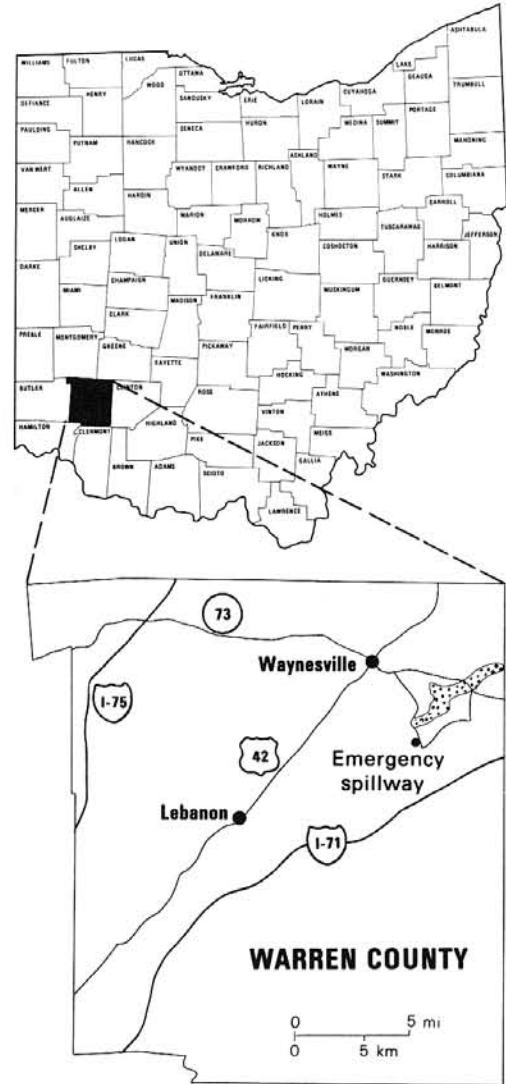 ASHTABULA
LAKE
GEAUGA
WILLIAMS
FULTON
LUCAS
OTTAWA
WOOD
SANDUSKY
ERIE
LORAIN
CUYAHOGA
TRUMBULL
HENRY
DEFIANCE
SENECA
HURON
MEDINA
SUMMIT
PORTAGE
PAULDING
PUTNAM
HANCOCK
ASHLAND
MAHONING
VAN WERT
WYANDOT
CRAWFORD
RICHLAND
WAYNE
STARK
COLUMBIANA
ALLEN
HARDIN
CARROLL
MERCER
AUGLAIZE
MARION
MORROW
HOLMES
TUSCARAWAS
JEFFERSON
LOGAN
UNION
KNOX
SHELBY
DELAWARE
COSHOCTON
HARRISON
DARKE
CHAMPAIGN
LICKING
GUERNSEY
BELMONT
MIAMI
MADISON
FRANKLIN
MUSKINGUM
CLARK
PREBLE
MONTGOMERY
FAIRFIELD
PERRY
NOBLE
MONROE
GREENE
PICKAWAY
MORGAN
FAYETTE
HOCKING
WASHINGTON
BUTLER
CLINTON
ROSS
ATHENS
HIGHLAND
VINTON
HAMILTON
CLERMONT
PIKE
JACKSON
MEIGS
BROWN
ADAMS
SCIOTO
GALLIA
LAWRENCE
73
Waynesville
I-75
42
Emergency
spillway
Lebanon
I-71
WARREN COUNTY
0 5 mi
0 5 km